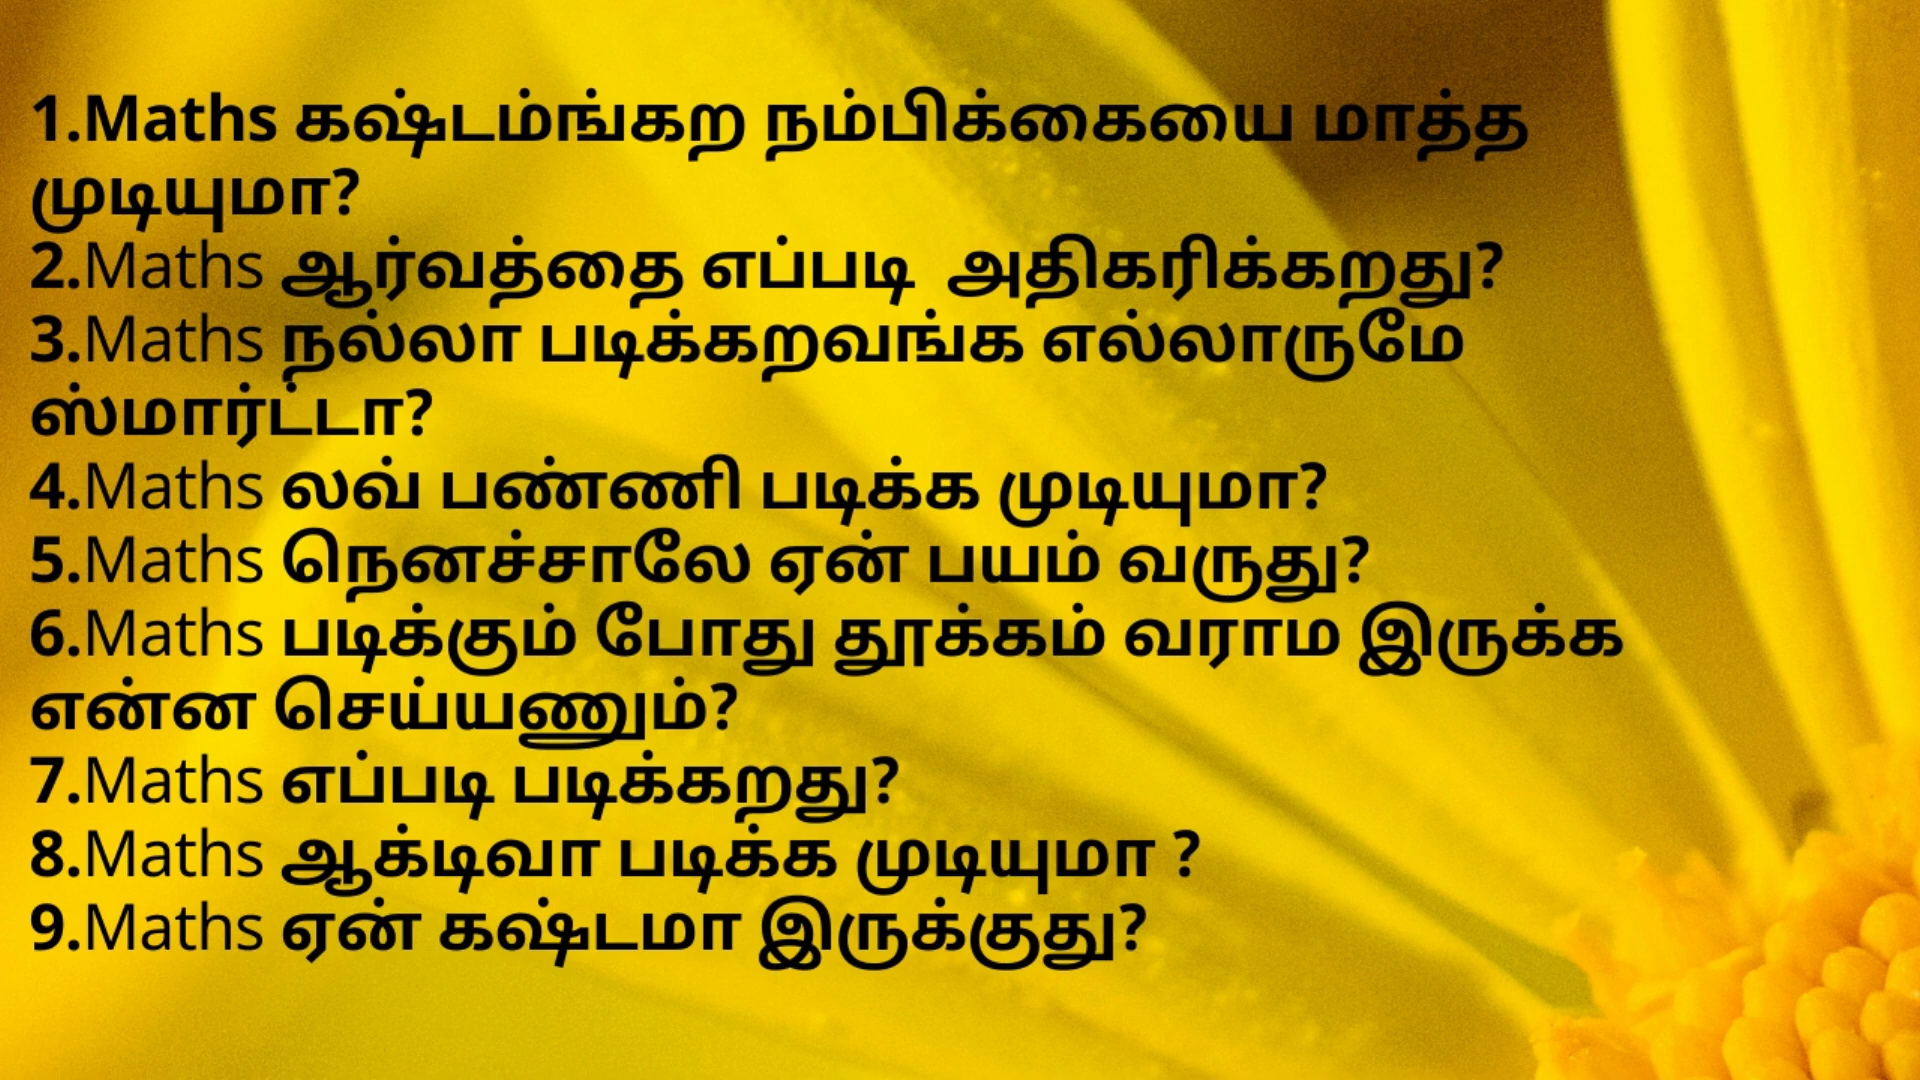 1.Maths கஷ்டம்ங்கற நம்பிக்கையை மாத்த
முடியுமா?
2.Maths ஆர்வத்தை எப்படி அதிகரிக்கறது?
3.Maths நல்லா படிக்கறவங்க எல்லாருமே
ஸ்மார்ட்டா?
4.Maths லவ் பண்ணி படிக்க முடியுமா?
5.Maths நெனச்சாலே ஏன் பயம் வருது?
6.Maths படிக்கும் போது தூக்கம் வராம இருக்க
என்ன செய்யணும்?
7.Maths எப்படி படிக்கறது?
8.Maths ஆக்டிவா படிக்க முடியுமா ?
9.Maths ஏன் கஷ்டமா இருக்குது?